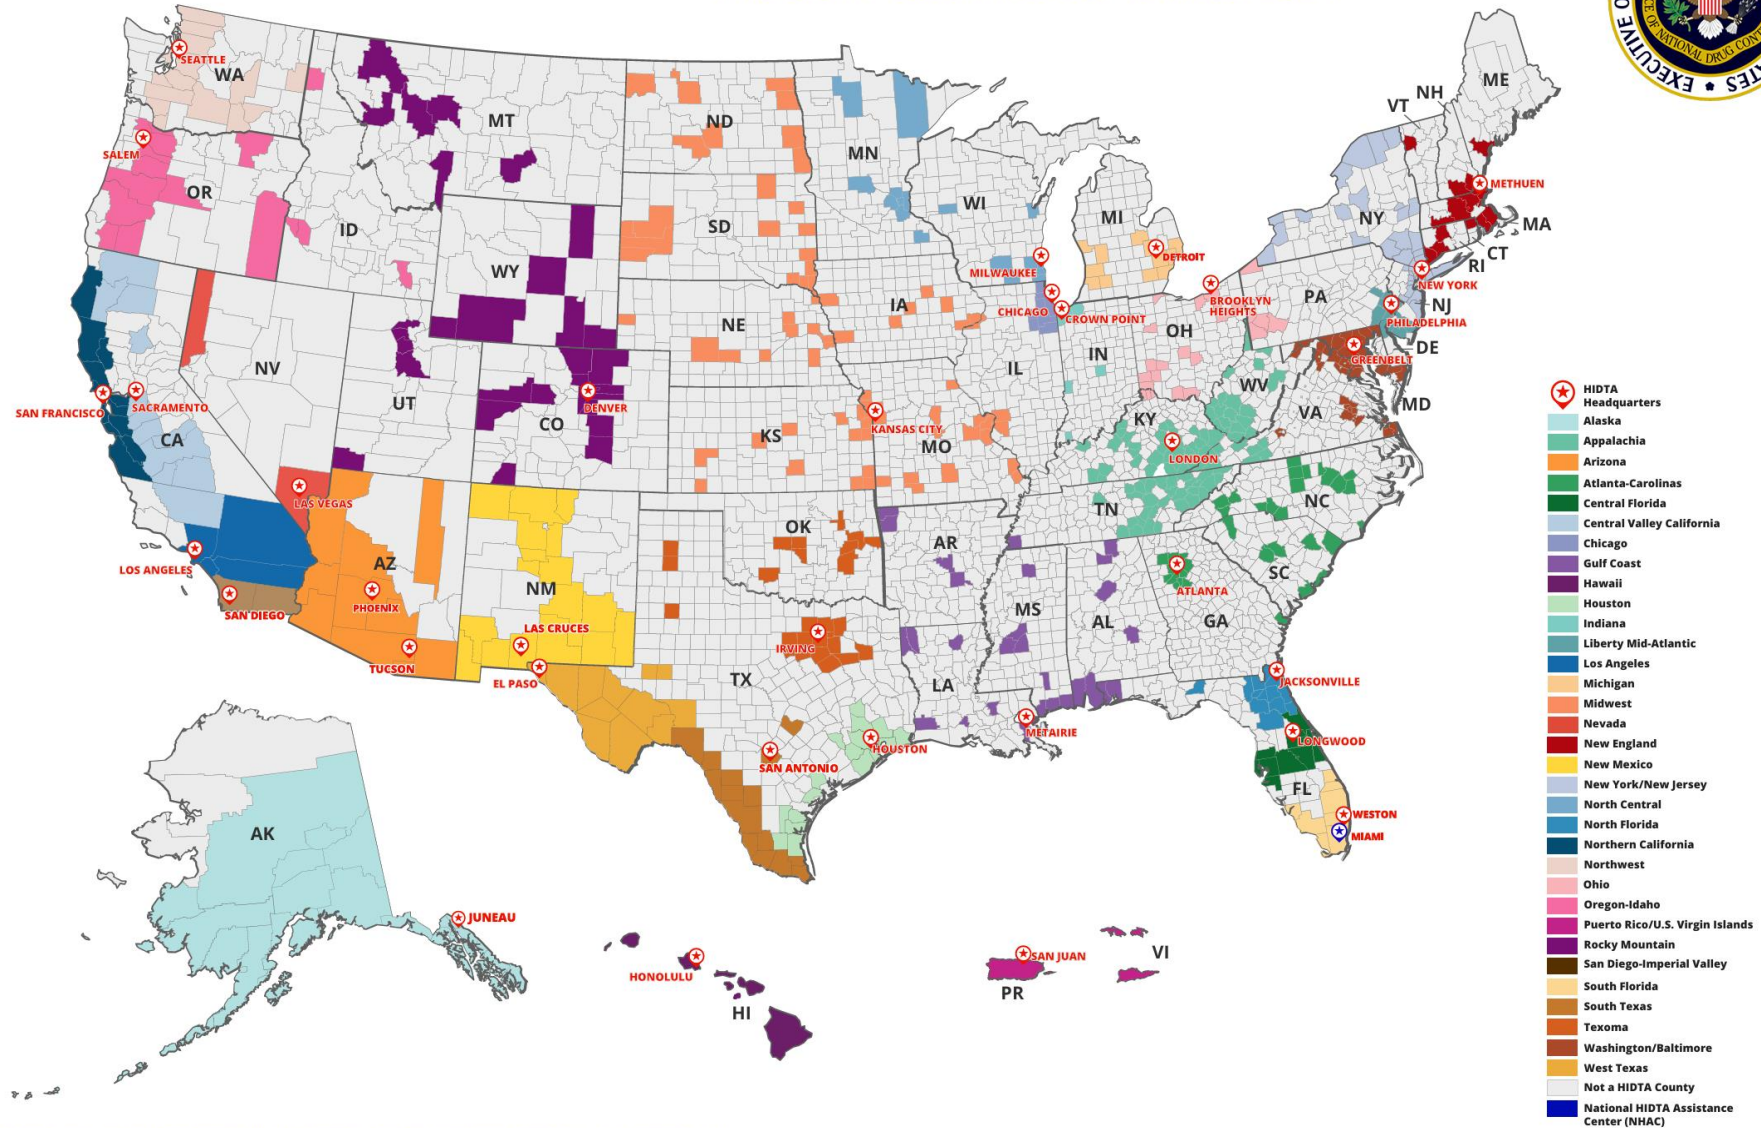 EXECUTIVE O
CE OF NATIONAL DRUG CONT
ATES
SEATTLE
WA
MT
ND
MN
ME
NH
VT
SALEM
OR
ID
SD
WI
MI
NY
METHUEN
MA
CT
RI
WY
MILWAUKEE
DETROIT
NEW YORK
NJ
PA
BROOKLYN
HEIGHTS
PHILADELPHIA
CHICAGO
CROWN POINT
IA
NE
OH
DE
GREENBELT
NV
UT
CO
DENVER
IL
IN
WV
VA
MD
SAN FRANCISCO
SACRAMENTO
CA
KS
KANSAS CITY
MO
KY
LONDON
LAS VEGAS
AZ
NM
OK
AR
TN
NC
SC
LOS ANGELES
PHOENIX
SAN DIEGO
TUCSON
LAS CRUCES
EL PASO
IRVING
TX
LA
MS
AL
GA
ATLANTA
JACKSONVILLE
METAIRIE
HOUSTON
SAN ANTONIO
LONGWOOD
FL
WESTON
MIAMI
AK
JUNEAU
HONOLULU
HI
SAN JUAN
PR
VI
HIDTA
Headquarters
Alaska
Appalachia
Arizona
Atlanta-Carolinas
Central Florida
Central Valley California
Chicago
Gulf Coast
Hawaii
Houston
Indiana
Liberty Mid-Atlantic
Los Angeles
Michigan
Midwest
Nevada
New England
New Mexico
New York/New Jersey
North Central
North Florida
Northern California
Northwest
Ohio
Oregon-Idaho
Puerto Rico/U.S. Virgin Islands
Rocky Mountain
San Diego-Imperial Valley
South Florida
South Texas
Texoma
Washington/Baltimore
West Texas
Not a HIDTA County
National HIDTA Assistance
Center (NHAC)